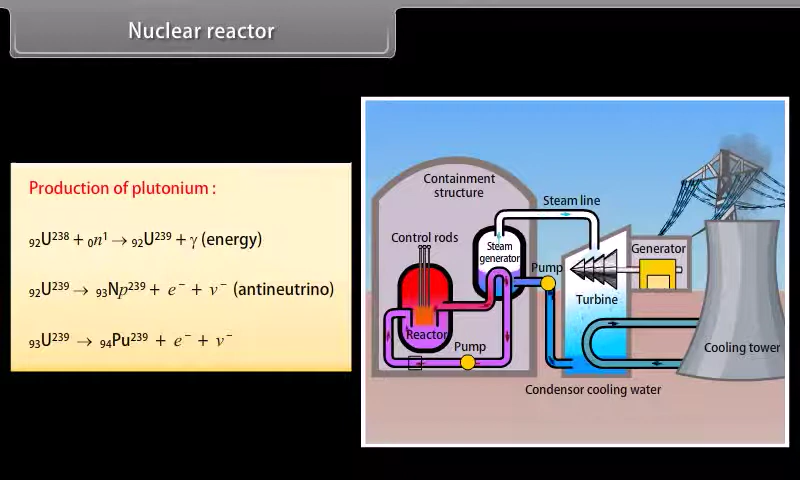 Nuclear reactor
Production of plutonium :
₉₂U²³⁸ + ₀n¹ → ₉₂U²³⁹ + γ (energy)
₉₂U²³⁹ → ₉₃Np²³⁹ + e⁻ + ν⁻ (antineutrino)
₉₃U²³⁹ → ₉₄Pu²³⁹ + e⁻ + ν⁻
Containment
structure
Steam line
Control rods
Steam
generator
Generator
Pump
Turbine
Reactor
Pump
Cooling tower
Condensor cooling water